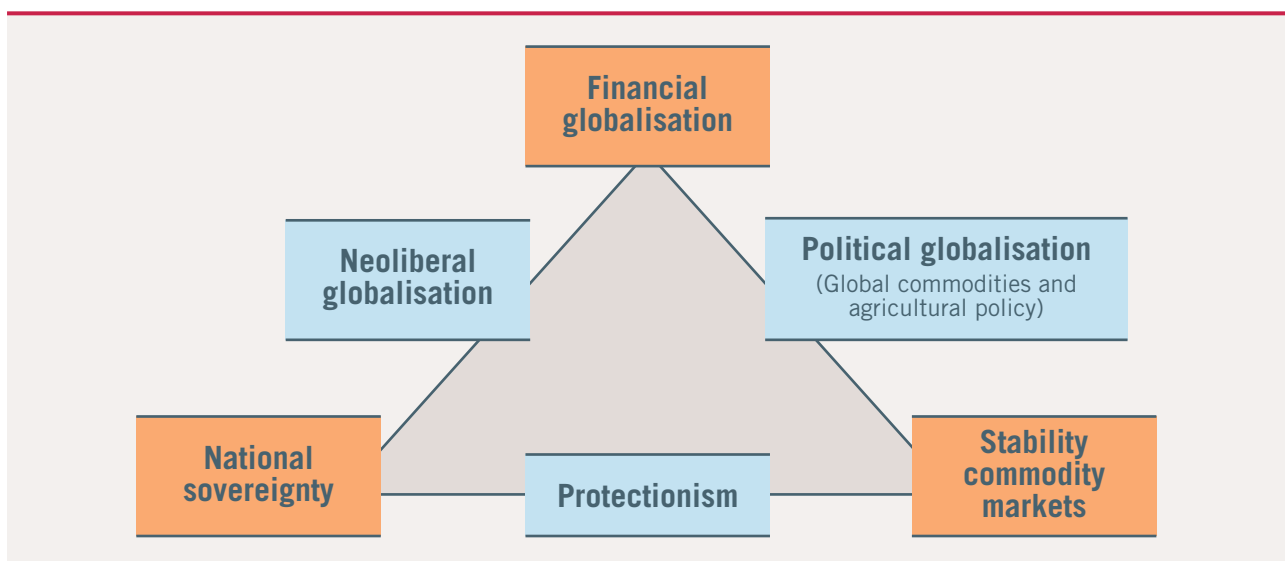 Financial
globalisation
Neoliberal
globalisation
Political globalisation
(Global commodities and
agricultural policy)
National
sovereignty
Protectionism
Stability
commodity
markets